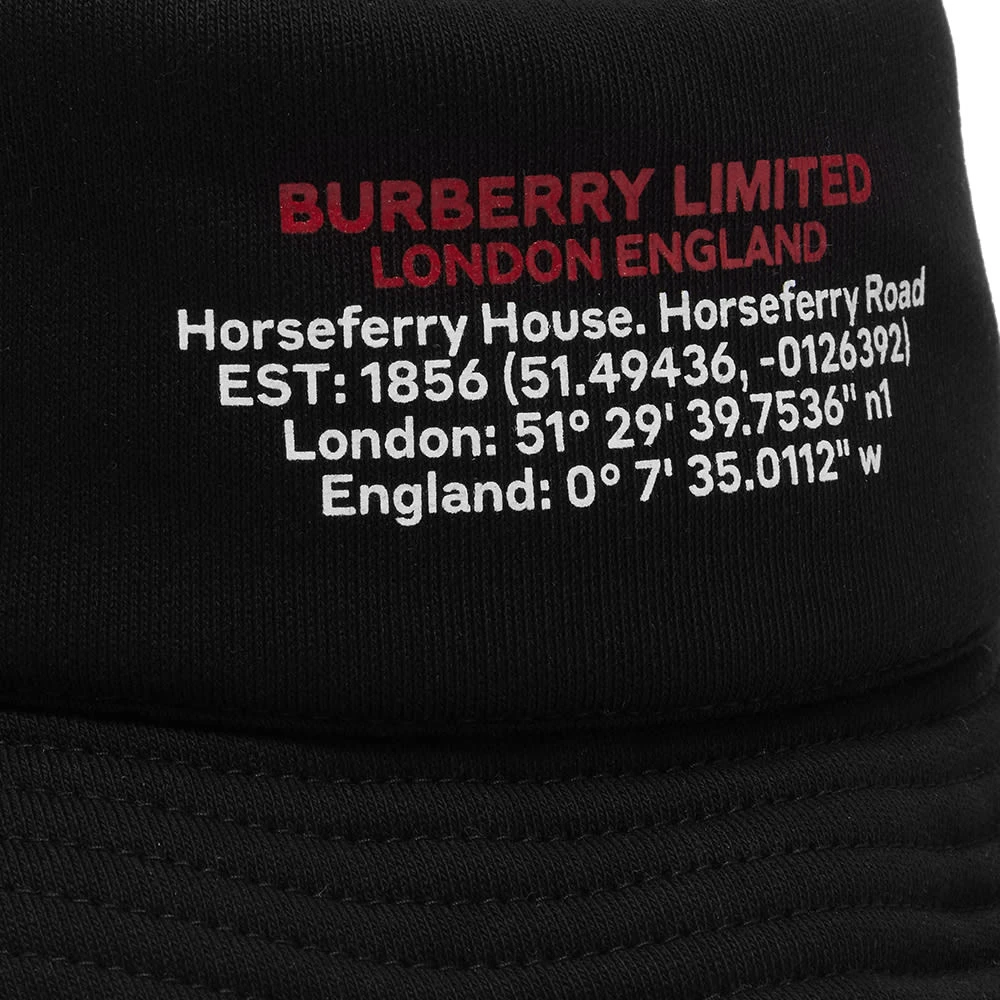 BURBERRY LIMITED
LONDON ENGLAND
Horseferry House. Horseferry Road
EST: 1856 (51.49436, -0126392)
London: 51° 29' 39.7536" n1
England: 0° 7' 35.0112" w